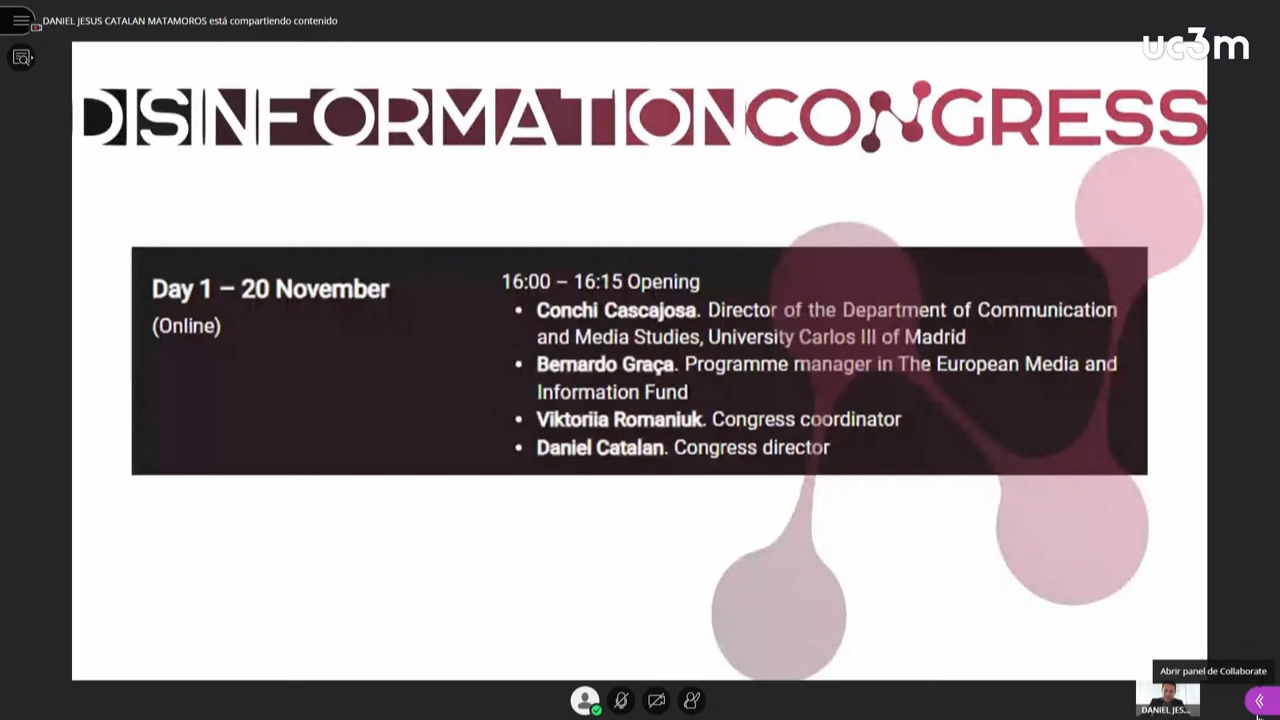 DANIEL JESUS CATALAN MATAMOROS está compartiendo contenido
uc3m
DISINFORMATION CONGRESS
Day 1 – 20 November
(Online)
16:00 – 16:15 Opening
• Conchi Cascajosa. Director of the Department of Communication
and Media Studies, University Carlos III of Madrid
• Bernardo Graça. Programme manager in The European Media and
Information Fund
• Viktoriia Romaniuk. Congress coordinator
• Daniel Catalan. Congress director
Abrir panel de Collaborate
DANIEL JES...